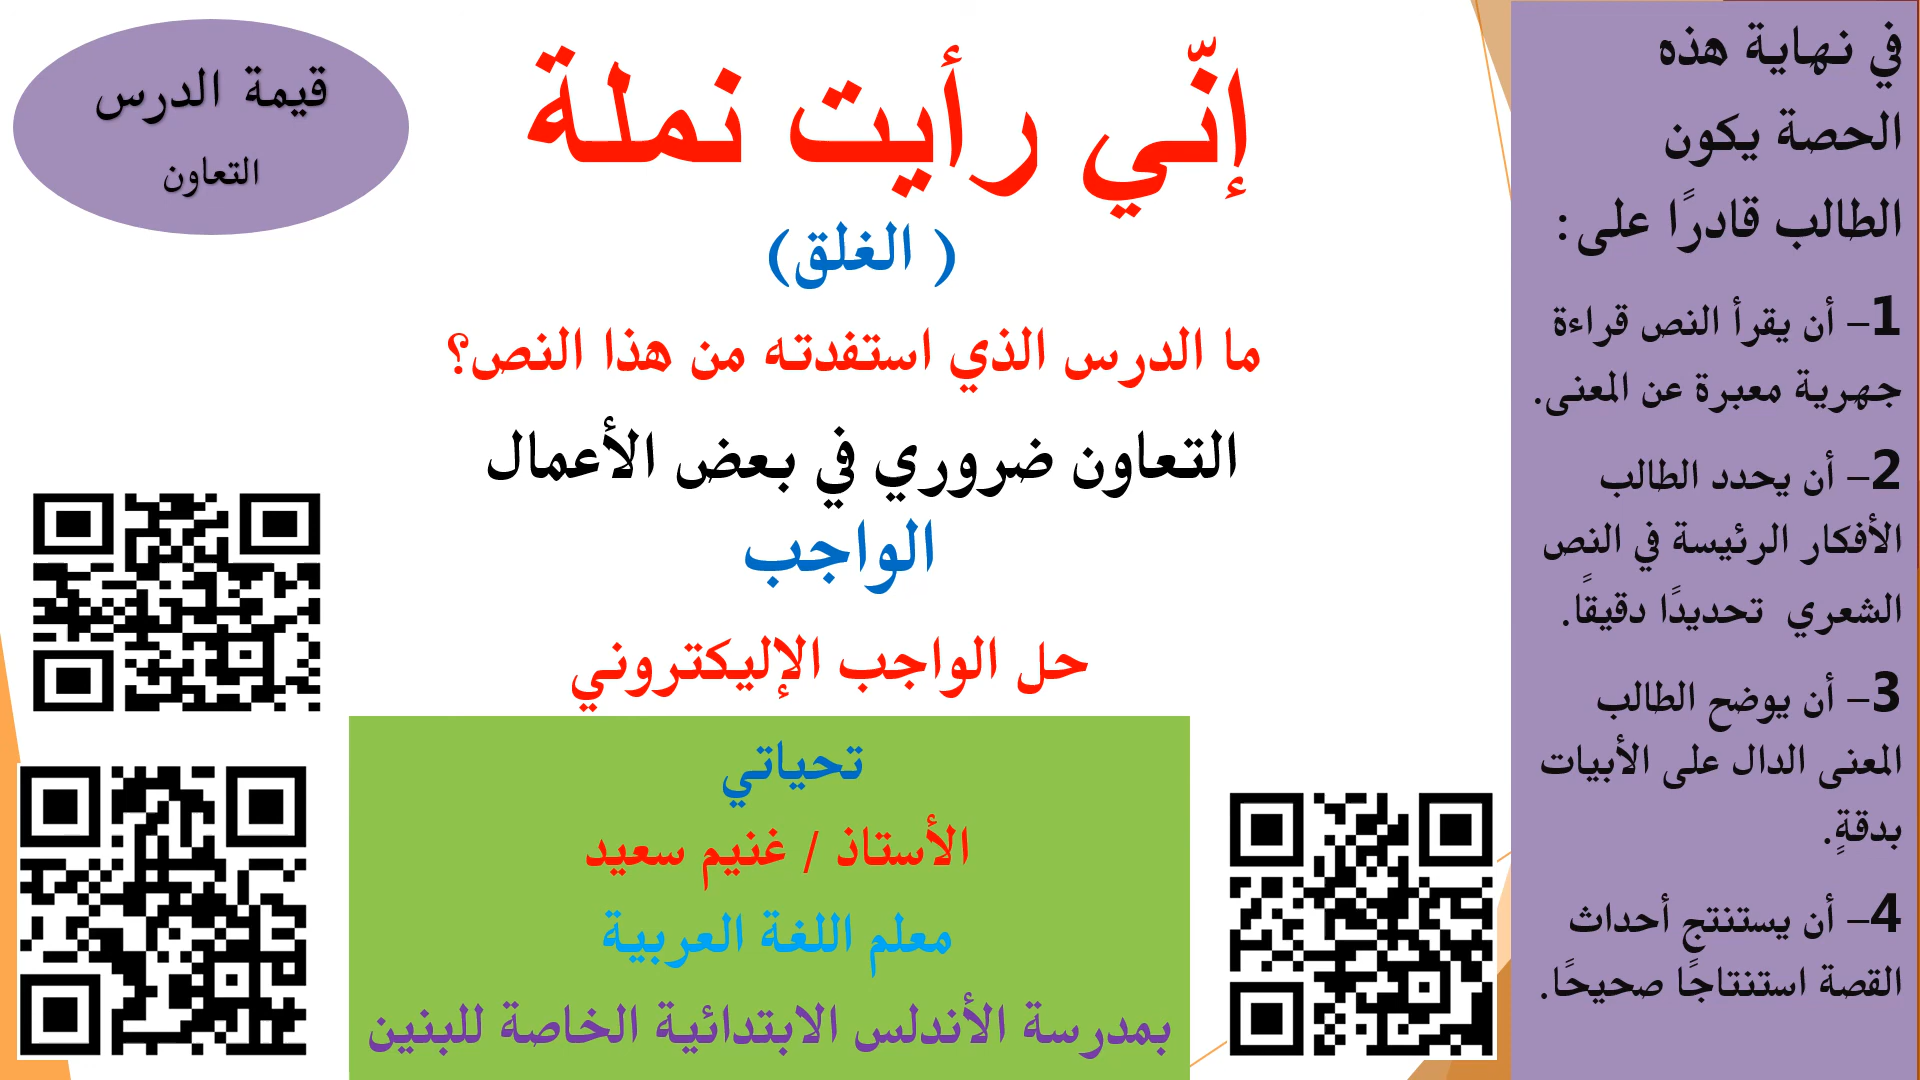 في نهاية هذه
الحصة يكون
الطالب قادرًا على:
1– أن يقرأ النص قراءة
جهرية معبرة عن المعنى.
2– أن يحدد الطالب
الأفكار الرئيسة في النص
الشعري تحديدًا دقيقًا.
3– أن يوضح الطالب
المعنى الدال على الأبيات
بدقةٍ.
4– أن يستنتج أحداث
القصة استنتاجًا صحيحًا.
إنّي رأيت نملة
( الغلق)
ما الدرس الذي استفدته من هذا النص؟
التعاون ضروري في بعض الأعمال
الواجب
حل الواجب الإليكتروني
تحياتي
الأستاذ / غنيم سعيد
معلم اللغة العربية
بمدرسة الأندلس الابتدائية الخاصة للبنين
قيمة الدرس
التعاون